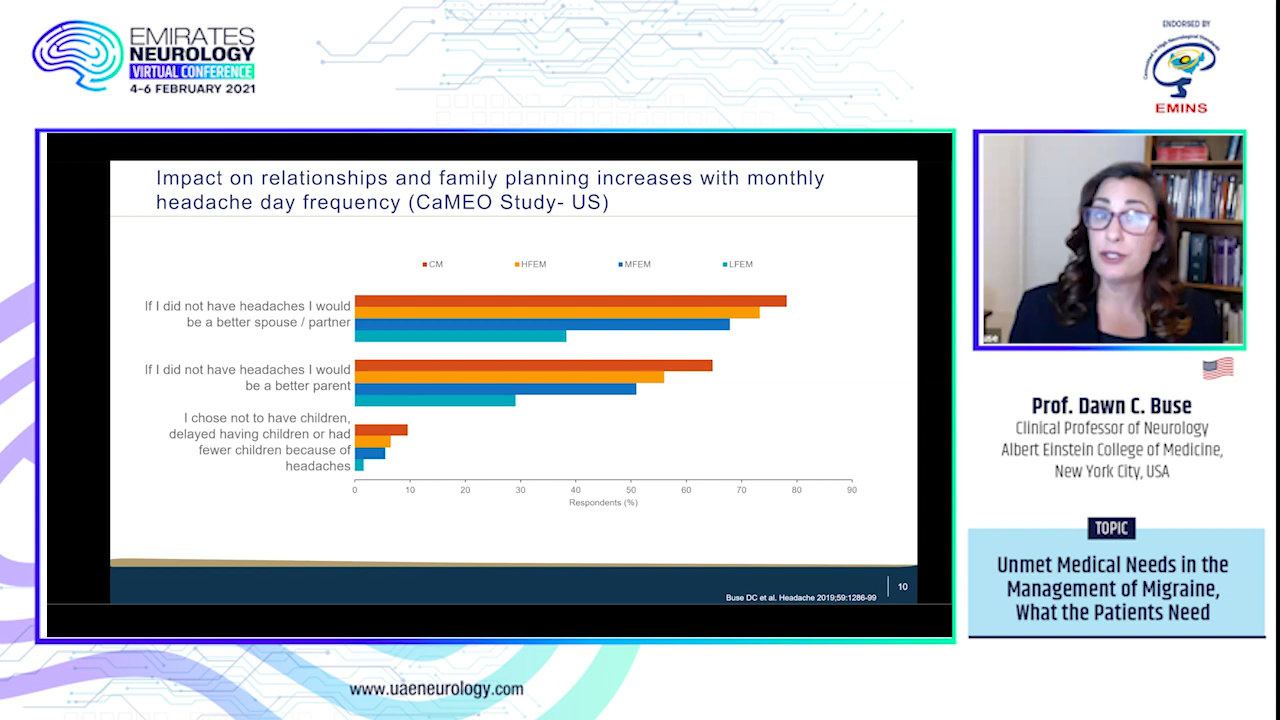 EMIRATES
NEUROLOGY
VIRTUAL CONFERENCE
4-6 FEBRUARY 2021
ENDORSED BY
Committed to High Neurological Standards
EMINS
Impact on relationships and family planning increases with monthly
headache day frequency (CaMEO Study- US)
CM HFEM MFEM LFEM
If I did not have headaches I would
be a better spouse / partner
If I did not have headaches I would
be a better parent
I chose not to have children,
delayed having children or had
fewer children because of
headaches
0 10 20 30 40 50 60 70 80 90
Respondents (%)
Buse DC et al. Headache 2019;59:1286-99
10
use
Prof. Dawn C. Buse
Clinical Professor of Neurology
Albert Einstein College of Medicine,
New York City, USA
TOPIC
Unmet Medical Needs in the
Management of Migraine,
What the Patients Need
www.uaeneurology.com